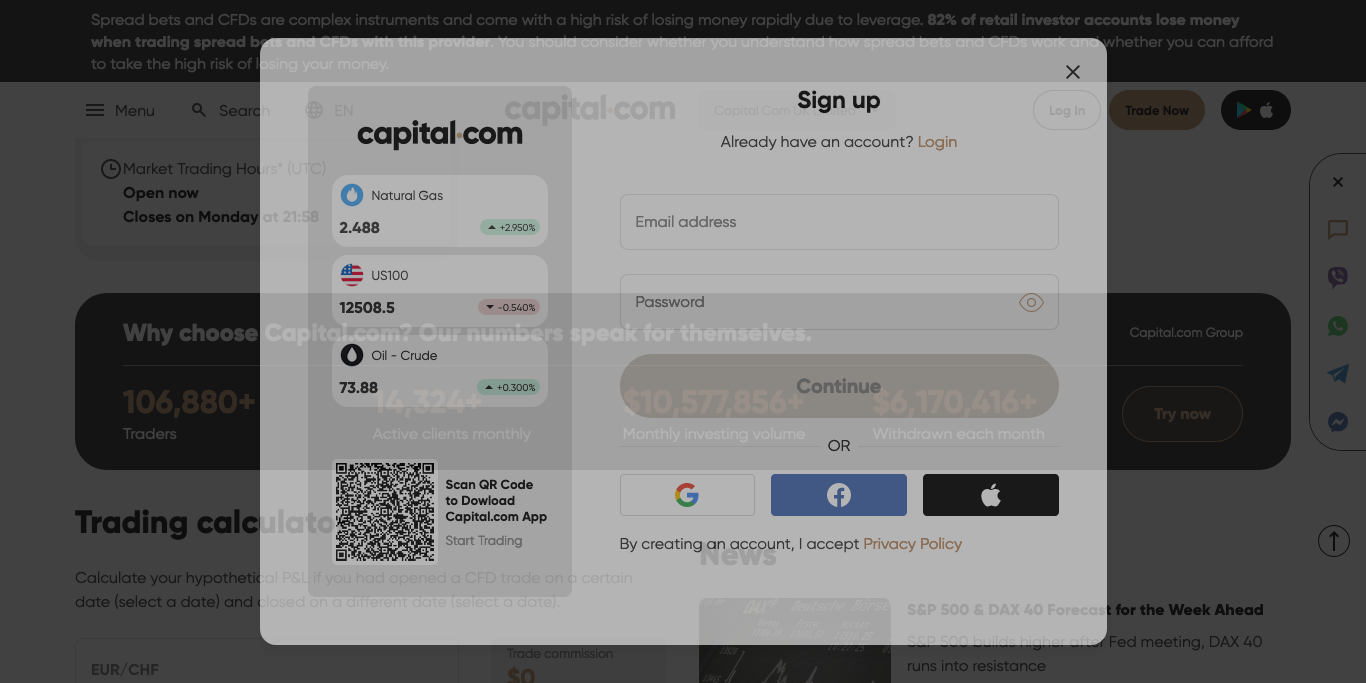 Spread bets and CFDs are complex instruments and come with a high risk of losing money rapidly due to leverage. 82% of retail investor accounts lose money
when trading spread bets and CFDs with this provider. You should consider whether you understand how spread bets and CFDs work and whether you can afford
to take the high risk of losing your money.
Menu
Search
EN
capital.com
Capital Com
Log In
Trade Now
Market Trading Hours* (UTC)
Open now
Closes on Monday at 21:58
Sign up
Already have an account? Login
capital.com
Natural Gas
2.488
+2.950%
US100
12508.5
-0.540%
Oil - Crude
73.88
+0.300%
Scan QR Code
to Dowload
Capital.com App
Start Trading
Email address
Password
Continue
OR
By creating an account, I accept Privacy Policy
Why choose Capital.com? Our numbers speak for themselves.
Capital.com Group
106,880+
Traders
14,324+
Active clients monthly
$10,577,856+
Monthly investing volume
$6,170,416+
Withdrawn each month
Try now
Trading calculato
Calculate your hypothetical P&L if you had opened a CFD trade on a certain
date (select a date) and closed on a different date (select a date).
EUR/CHF
Trade commission
$0
News
DAX
Deutsche Börse
S&P 500 & DAX 40 Forecast for the Week Ahead
S&P 500 builds higher after Fed meeting, DAX 40
runs into resistance